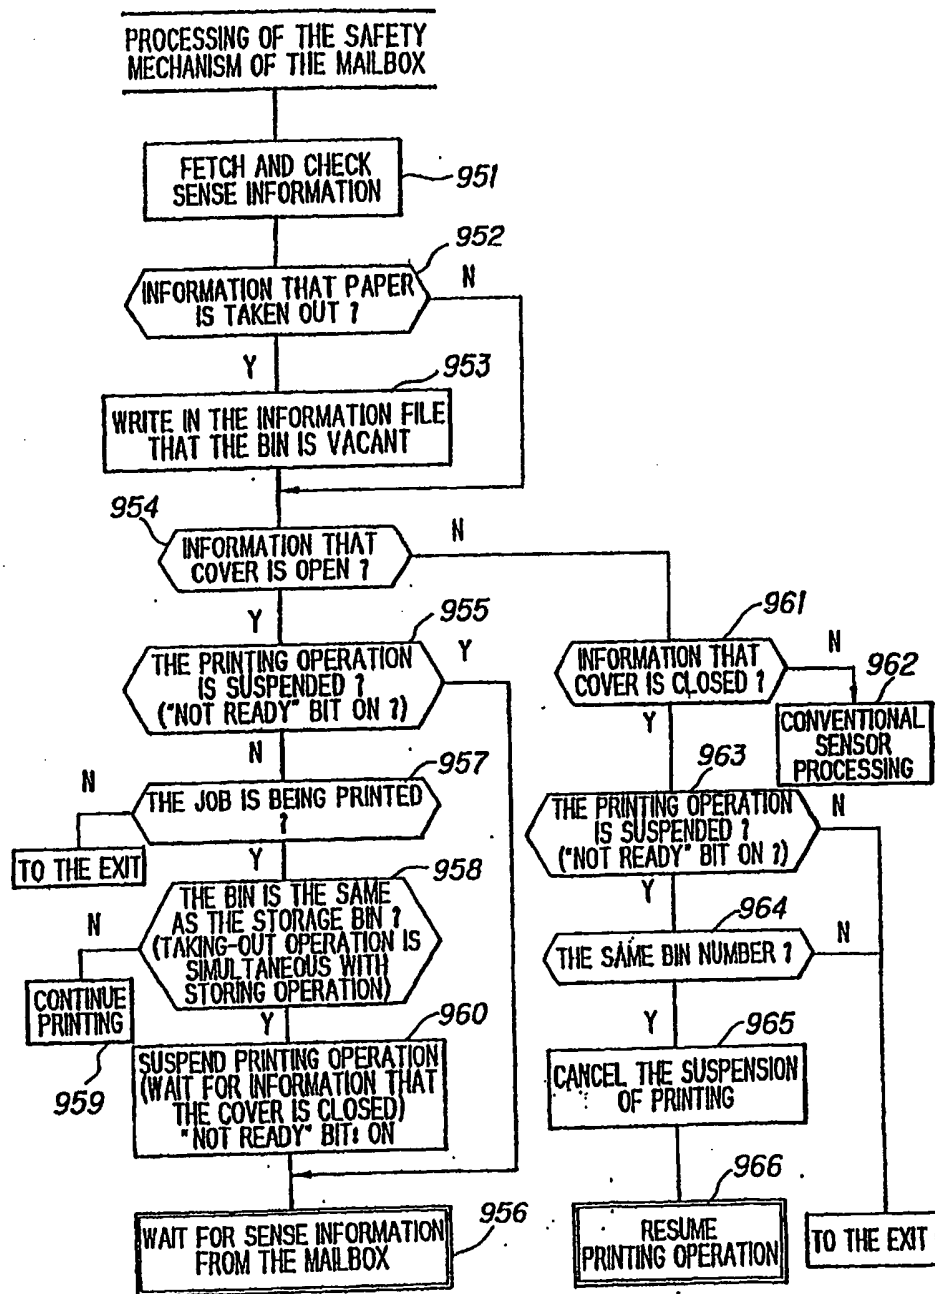 PROCESSING OF THE SAFETY
MECHANISM OF THE MAILBOX
FETCH AND CHECK
SENSE INFORMATION
951
952
INFORMATION THAT PAPER
IS TAKEN OUT ?
N
Y
953
WRITE IN THE INFORMATION FILE
THAT THE BIN IS VACANT
954
INFORMATION THAT
COVER IS OPEN ?
N
Y
955
THE PRINTING OPERATION
IS SUSPENDED ?
("NOT READY" BIT ON ?)
Y
N
957
THE JOB IS BEING PRINTED
?
N
TO THE EXIT
Y
958
THE BIN IS THE SAME
AS THE STORAGE BIN ?
(TAKING-OUT OPERATION IS
SIMULTANEOUS WITH
STORING OPERATION)
N
CONTINUE
PRINTING
959
Y
960
SUSPEND PRINTING OPERATION
(WAIT FOR INFORMATION THAT
THE COVER IS CLOSED)
"NOT READY" BIT: ON
WAIT FOR SENSE INFORMATION
FROM THE MAILBOX
956
961
INFORMATION THAT
COVER IS CLOSED ?
N
962
CONVENTIONAL
SENSOR
PROCESSING
Y
963
THE PRINTING OPERATION
IS SUSPENDED ?
("NOT READY" BIT ON ?)
N
Y
964
THE SAME BIN NUMBER ?
N
Y
965
CANCEL THE SUSPENSION
OF PRINTING
966
RESUME
PRINTING OPERATION
TO THE EXIT